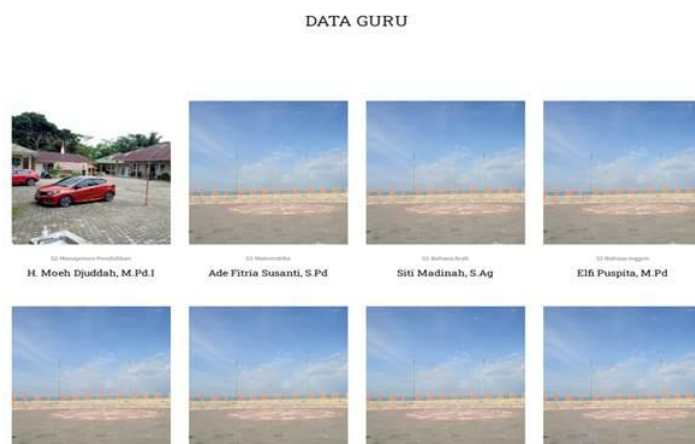 DATA GURU
S2 Manajemen Pendidikan
H. Moeh Djuddah, M.Pd.I
S1 Matematika
Ade Fitria Susanti, S.Pd
S1 Bahasa Arab
Siti Madinah, S.Ag
Bahasa Inggris
Elfi Puspita, M.Pd